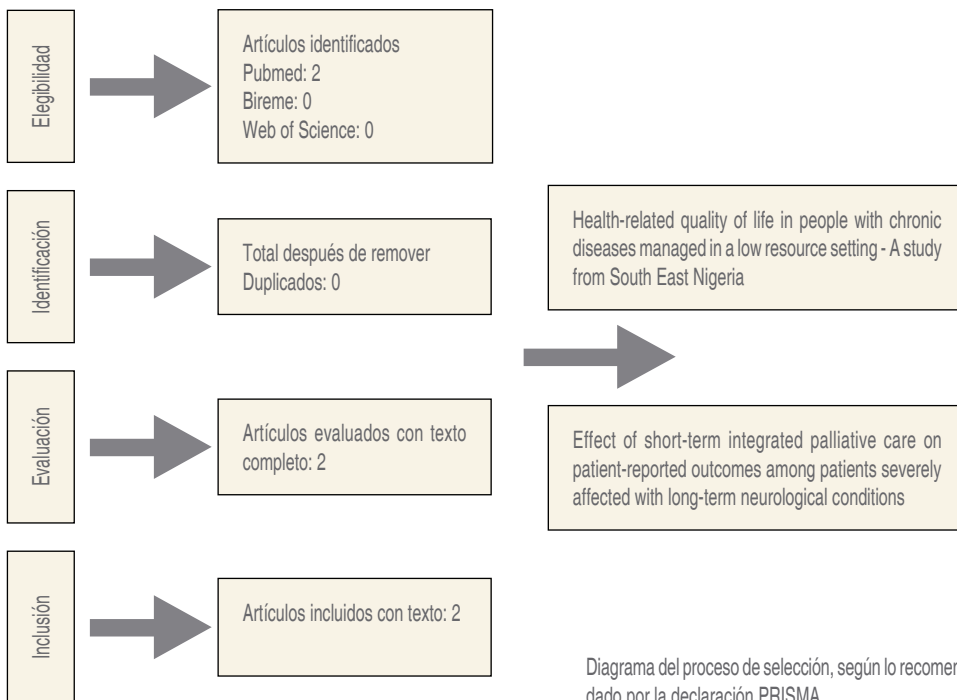 Elegibilidad
Artículos identificados
Pubmed: 2
Bireme: 0
Web of Science: 0
Identificación
Total después de remover
Duplicados: 0
Health-related quality of life in people with chronic
diseases managed in a low resource setting - A study
from South East Nigeria
Evaluación
Artículos evaluados con texto
completo: 2
Effect of short-term integrated palliative care on
patient-reported outcomes among patients severely
affected with long-term neurological conditions
Inclusión
Artículos incluidos con texto: 2
Diagrama del proceso de selección, según lo recomen
dado por la declaración PRISMA